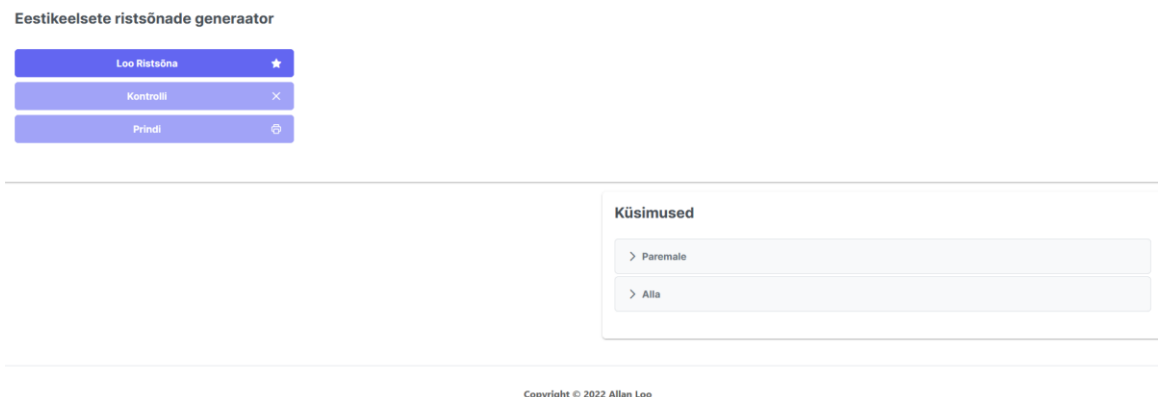 Eestikeelsete ristsõnade generaator
Loo Ristsõna
Kontrolli
Prindi
Küsimused
Paremale
Alla
Copyright © 2022 Allan Loo